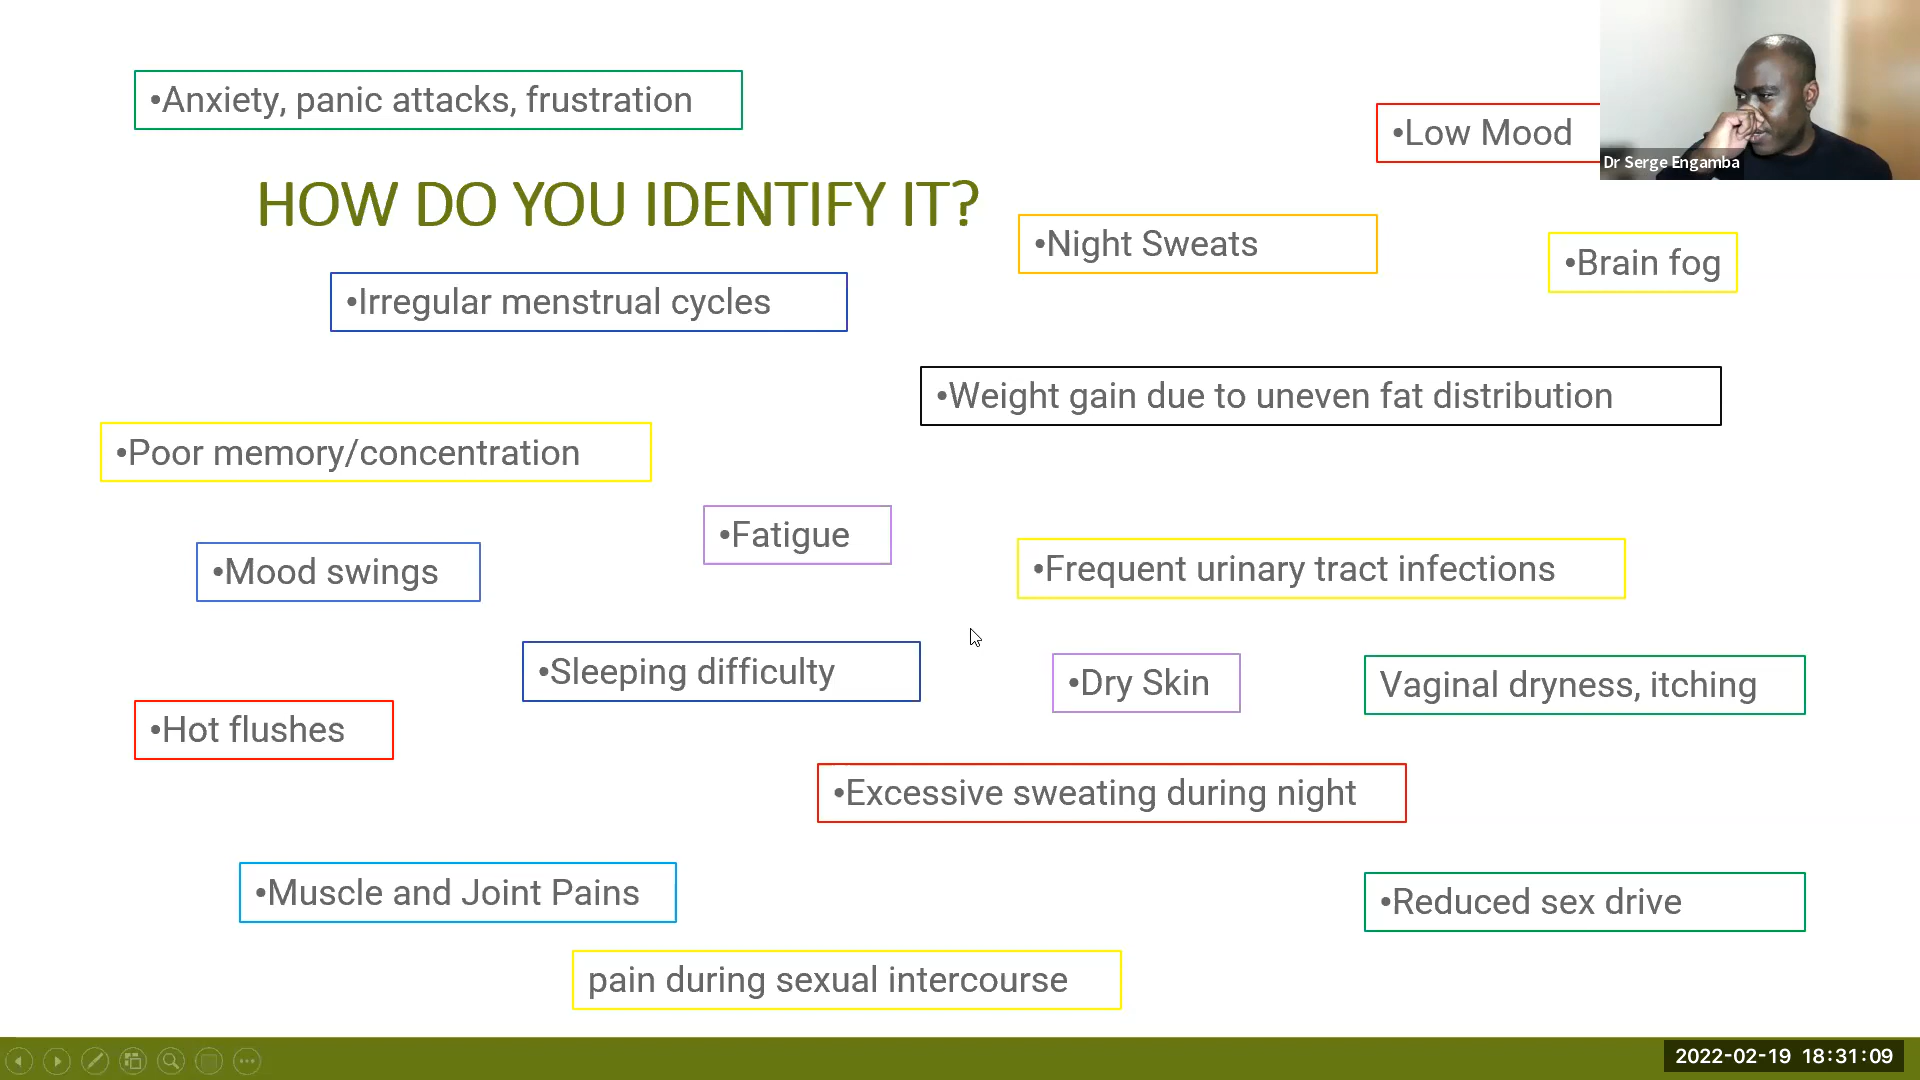 •Anxiety, panic attacks, frustration
•Low Mood
Dr Serge Engamba
HOW DO YOU IDENTIFY IT?
•Night Sweats
•Brain fog
•Irregular menstrual cycles
•Weight gain due to uneven fat distribution
•Poor memory/concentration
•Fatigue
•Mood swings
•Frequent urinary tract infections
•Sleeping difficulty
•Dry Skin
Vaginal dryness, itching
•Hot flushes
•Excessive sweating during night
•Muscle and Joint Pains
•Reduced sex drive
pain during sexual intercourse
2022-02-19 18:31:09